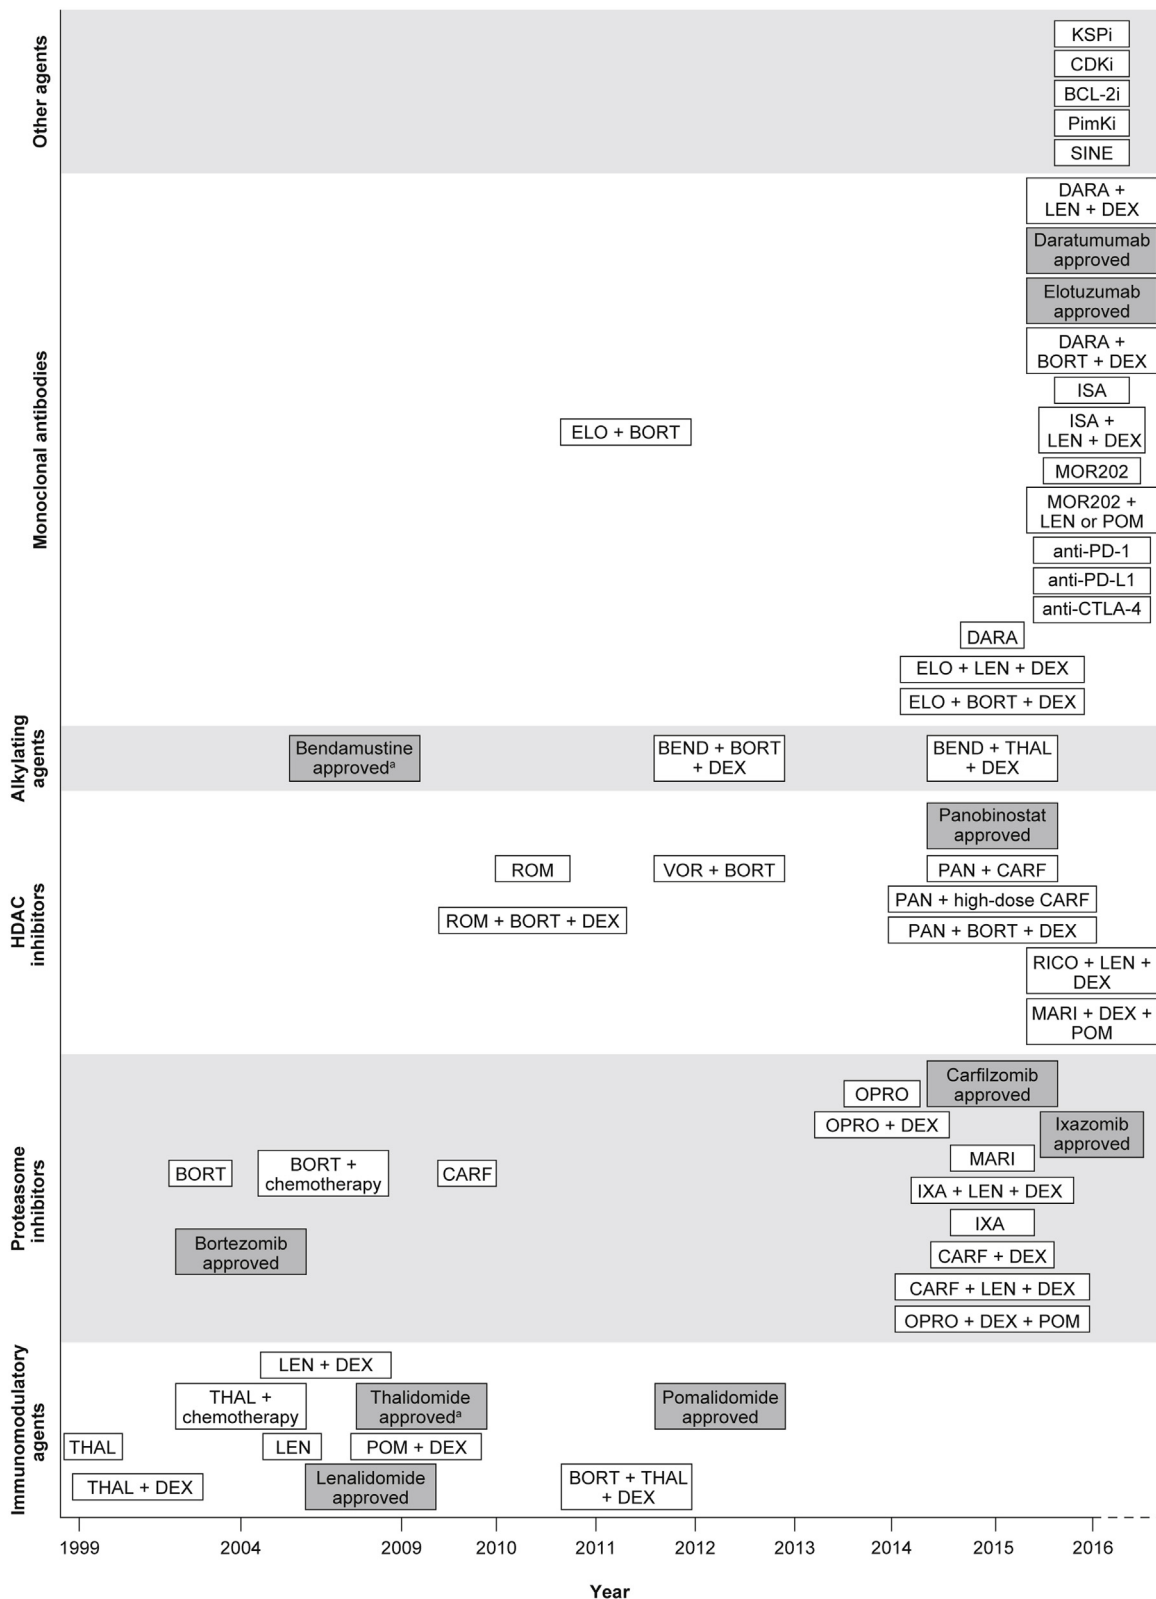 Other agents
KSPi
CDKi
BCL-2i
PimKi
SINE
Monoclonal antibodies
DARA +
LEN + DEX
Daratumumab
approved
Elotuzumab
approved
DARA +
BORT + DEX
ISA
ELO + BORT
ISA +
LEN + DEX
MOR202
MOR202 +
LEN or POM
anti-PD-1
anti-PD-L1
anti-CTLA-4
DARA
ELO + LEN + DEX
ELO + BORT + DEX
Alkylating
agents
Bendamustine
approvedᵃ
BEND + BORT
+ DEX
BEND + THAL
+ DEX
HDAC
inhibitors
Panobinostat
approved
ROM
VOR + BORT
PAN + CARF
PAN + high-dose CARF
ROM + BORT + DEX
PAN + BORT + DEX
RICO + LEN +
DEX
MARI + DEX +
POM
Proteasome
inhibitors
Carfilzomib
approved
OPRO
OPRO + DEX
Ixazomib
approved
BORT
BORT +
chemotherapy
CARF
MARI
IXA + LEN + DEX
IXA
Bortezomib
approved
CARF + DEX
CARF + LEN + DEX
OPRO + DEX + POM
Immunomodulatory
agents
LEN + DEX
THAL +
chemotherapy
Thalidomide
approvedᵃ
Pomalidomide
approved
THAL
LEN
POM + DEX
THAL + DEX
Lenalidomide
approved
BORT + THAL
+ DEX
1999 2004 2009 2010 2011 2012 2013 2014 2015 2016
Year